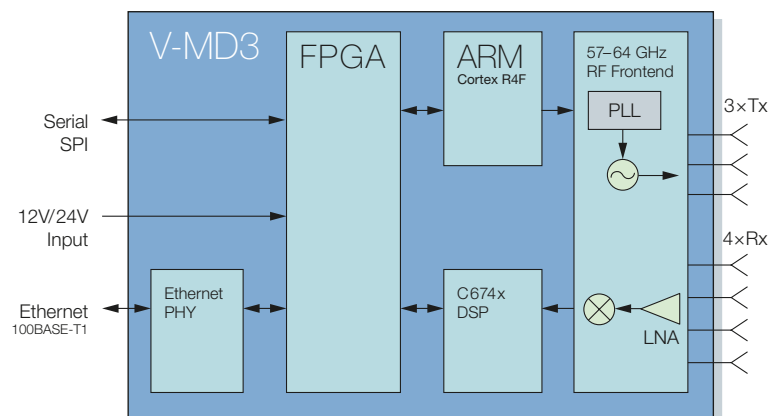 V-MD3
FPGA
ARM
Cortex R4F
57–64 GHz
RF Frontend
PLL
3×Tx
Serial
SPI
12V/24V
Input
4×Rx
Ethernet
100BASE-T1
Ethernet
PHY
C674x
DSP
LNA